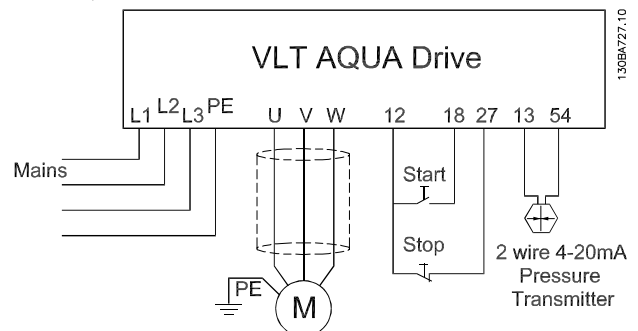 130BA727.10
VLT AQUA Drive
L1 L2 L3 PE U V W 12 18 27 13 54
Mains
Start
Stop
2 wire 4-20mA
Pressure
Transmitter
PE
M